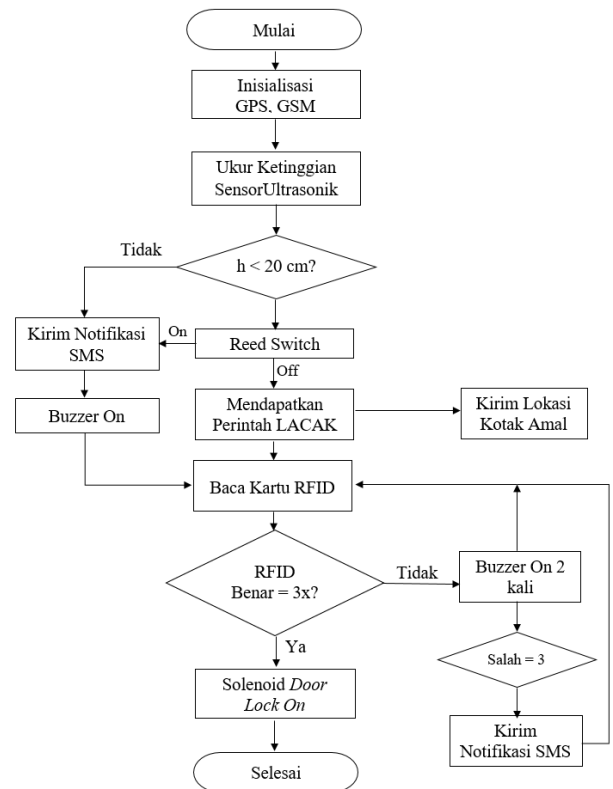 Mulai
Inisialisasi
GPS, GSM
Ukur Ketinggian
SensorUltrasonik
Tidak
h < 20 cm?
Kirim Notifikasi
SMS
On
Reed Switch
Off
Buzzer On
Mendapatkan
Perintah LACAK
Kirim Lokasi
Kotak Amal
Baca Kartu RFID
RFID
Benar = 3x?
Tidak
Buzzer On 2
kali
Ya
Salah = 3
Solenoid Door
Lock On
Kirim
Notifikasi SMS
Selesai